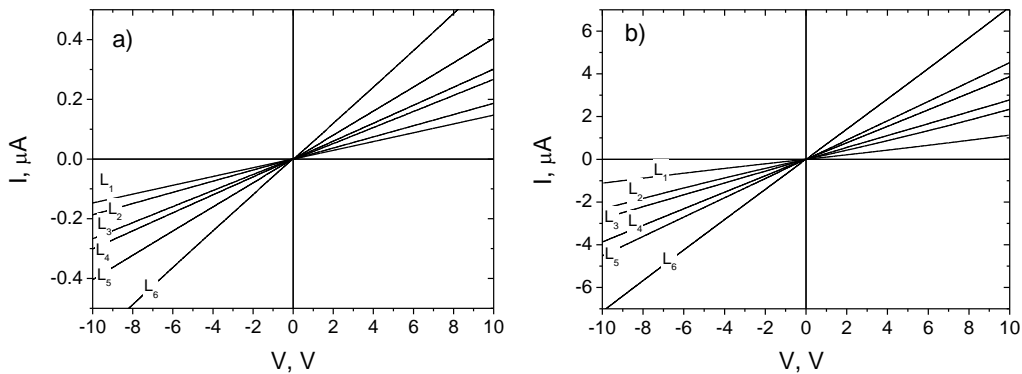 a)
I, μA
0.4
0.2
0.0
-0.2
-0.4
L₁
L₂
L₃
L₄
L₅
L₆
-10 -8 -6 -4 -2 0 2 4 6 8 10
V, V
b)
I, μA
6
4
2
0
-2
-4
-6
L₁
L₂
L₃
L₄
L₅
L₆
-10 -8 -6 -4 -2 0 2 4 6 8 10
V, V